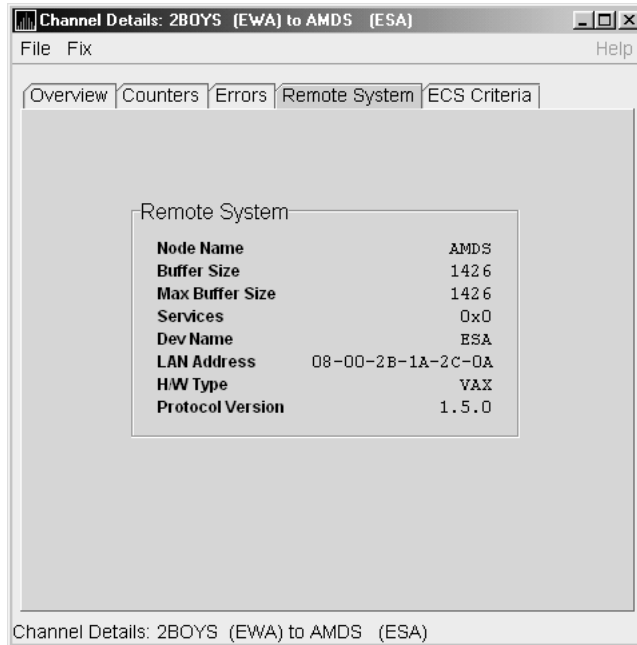 Channel Details: 2BOYS (EWA) to AMDS (ESA)
File Fix Help
Overview Counters Errors Remote System ECS Criteria
Remote System
Node Name AMDS
Buffer Size 1426
Max Buffer Size 1426
Services 0x0
Dev Name ESA
LAN Address 08-00-2B-1A-2C-0A
H/W Type VAX
Protocol Version 1.5.0
Channel Details: 2BOYS (EWA) to AMDS (ESA)